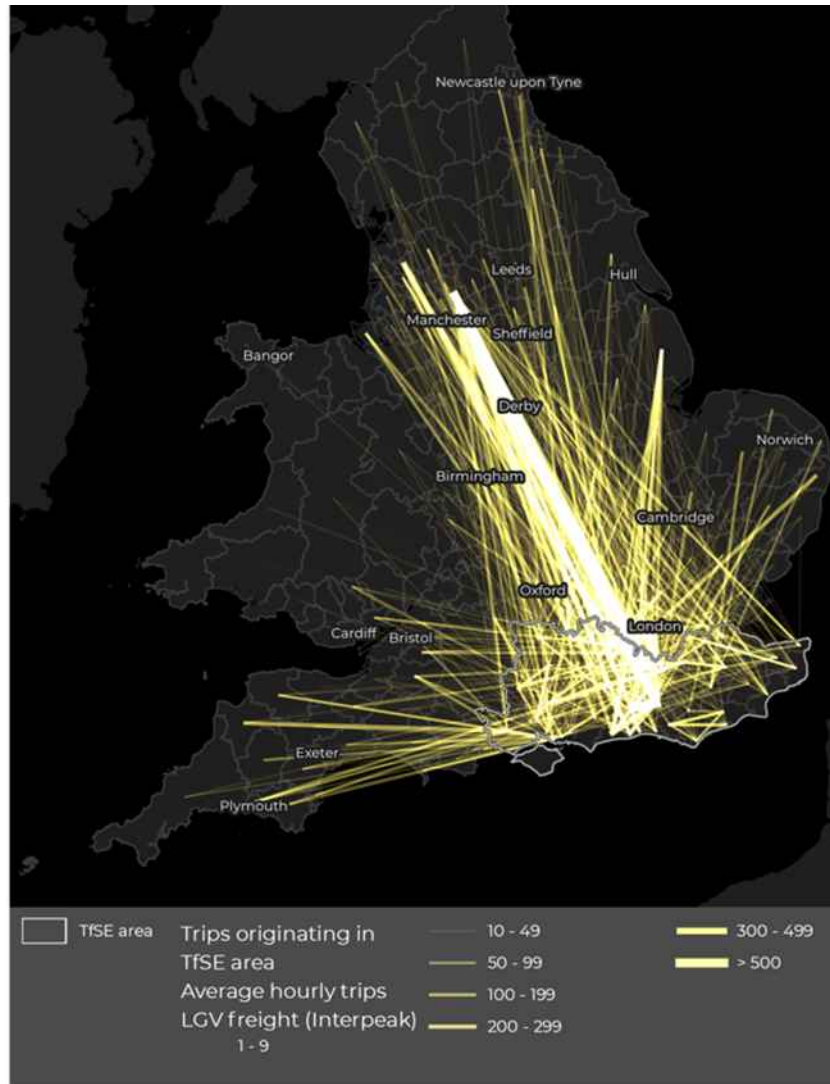 Newcastle upon Tyne
Leeds
Hull
Manchester
Sheffield
Bangor
Derby
Norwich
Birmingham
Cambridge
Oxford
London
Cardiff
Bristol
Exeter
Plymouth
TfSE area
Trips originating in
TfSE area
Average hourly trips
LGV freight (Interpeak)
1 - 9
10 - 49
50 - 99
100 - 199
200 - 299
300 - 499
> 500